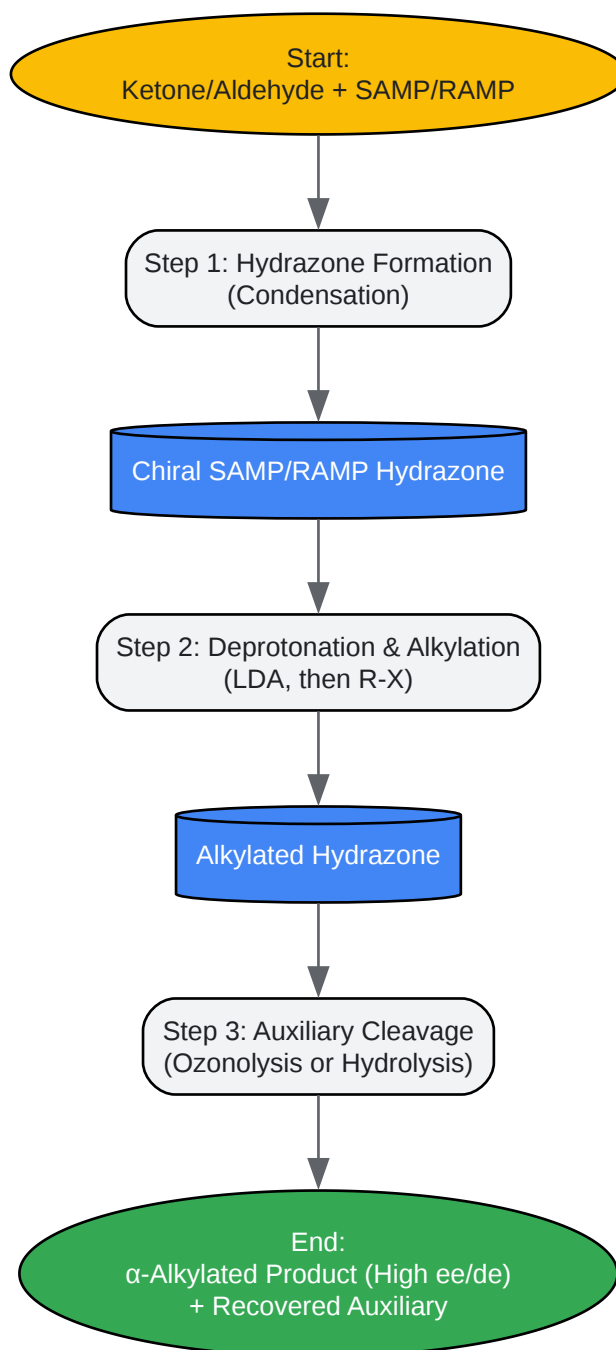 Start:
Ketone/Aldehyde + SAMP/RAMP
Step 1: Hydrazone Formation
(Condensation)
Chiral SAMP/RAMP Hydrazone
Step 2: Deprotonation & Alkylation
(LDA, then R-X)
Alkylated Hydrazone
Step 3: Auxiliary Cleavage
(Ozonolysis or Hydrolysis)
End:
α-Alkylated Product (High ee/de)
+ Recovered Auxiliary